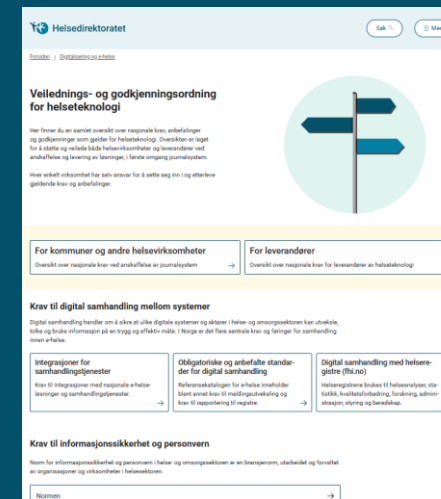 Helsedirektoratet
Søk
Me
Forsiden / Digitalisering og e-helse
Veilednings- og godkjenningsordning
for helseteknologi
Her finner du en samlet oversikt over nasjonale krav, anbefalinger
og godkjenninger som gjelder for helseteknologi. Oversikten er laget
for å støtte og veilede både helsevirksomheter og leverandører ved
anskaffelse og levering av løsninger, i første omgang journalsystem.
Hver enkelt virksomhet har selv ansvar for å sette seg inn i og etterleve
gjeldende krav og anbefalinger.
For kommuner og andre helsevirksomheter
Oversikt over nasjonale krav ved anskaffelse av journalsystem
For leverandører
Oversikt over nasjonale krav for leverandører av helseteknologi
Krav til digital samhandling mellom systemer
Digital samhandling handler om å sikre at ulike digitale systemer og aktører i helse- og omsorgssektoren kan utveksle,
tolke og bruke informasjon på en trygg og effektiv måte. I Norge er det flere sentrale krav og føringer for samhandling
innen e-helse.
Integrasjoner for
samhandlingstjenester
Krav til integrasjoner med nasjonale e-helse-
løsninger og samhandlingstjenester.
Obligatoriske og anbefalte standar-
der for digital samhandling
Referansekatalogen for e-helse inneholder
blant annet krav til meldingsutveksling og
krav til rapportering til registre.
Digital samhandling med helsere-
gistre (fhi.no)
Helseregistrene brukes til helseanalyser, sta-
tistikk, kvalitetsforbedring, forskning, admini-
strasjon, styring og beredskap.
Krav til informasjonssikkerhet og personvern
Norm for informasjonssikkerhet og personvern i helse- og omsorgssektoren er en bransjenorm, utarbeidet og forvaltet
av organisasjoner og virksomheter i helsesektoren.
Normen